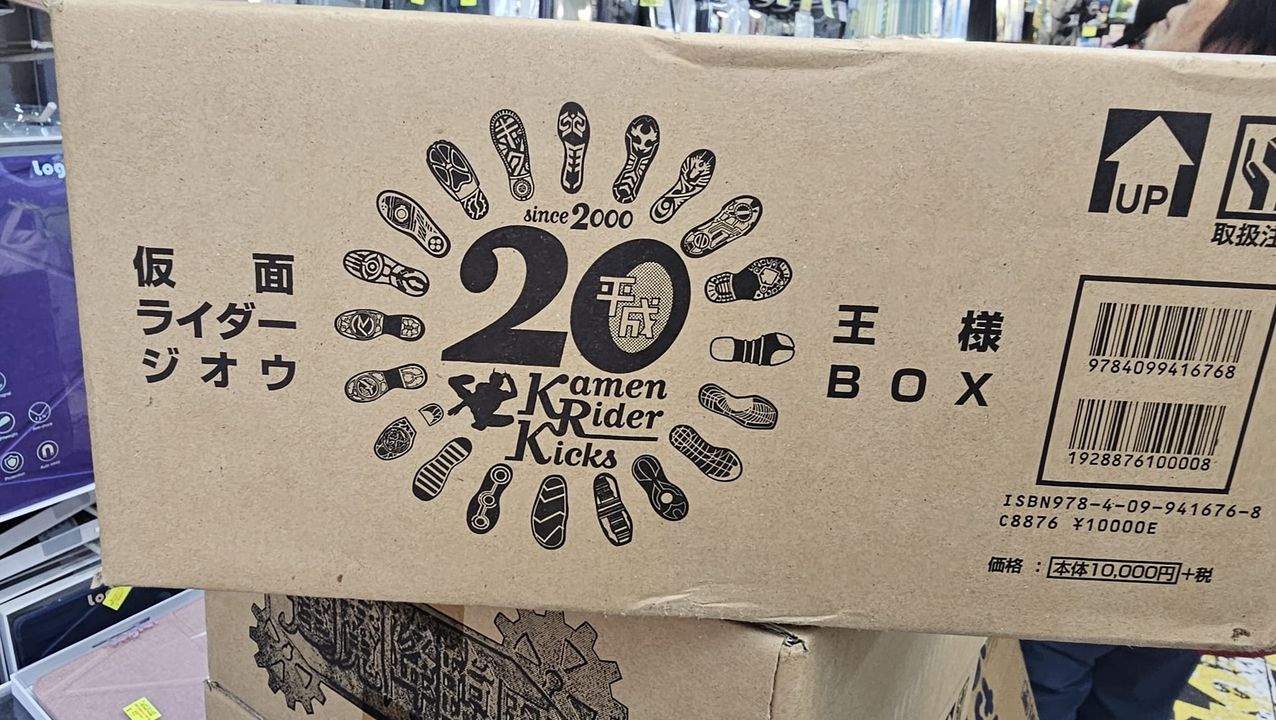 仮面
ライダー
ジオウ
since 2000
20
平成
Kamen
Rider
Kicks
王様
BOX
UP
取扱注
9784099416768
1928876100008
ISBN978-4-09-941676-8
C8876 ¥10000E
価格：本体10,000円+税